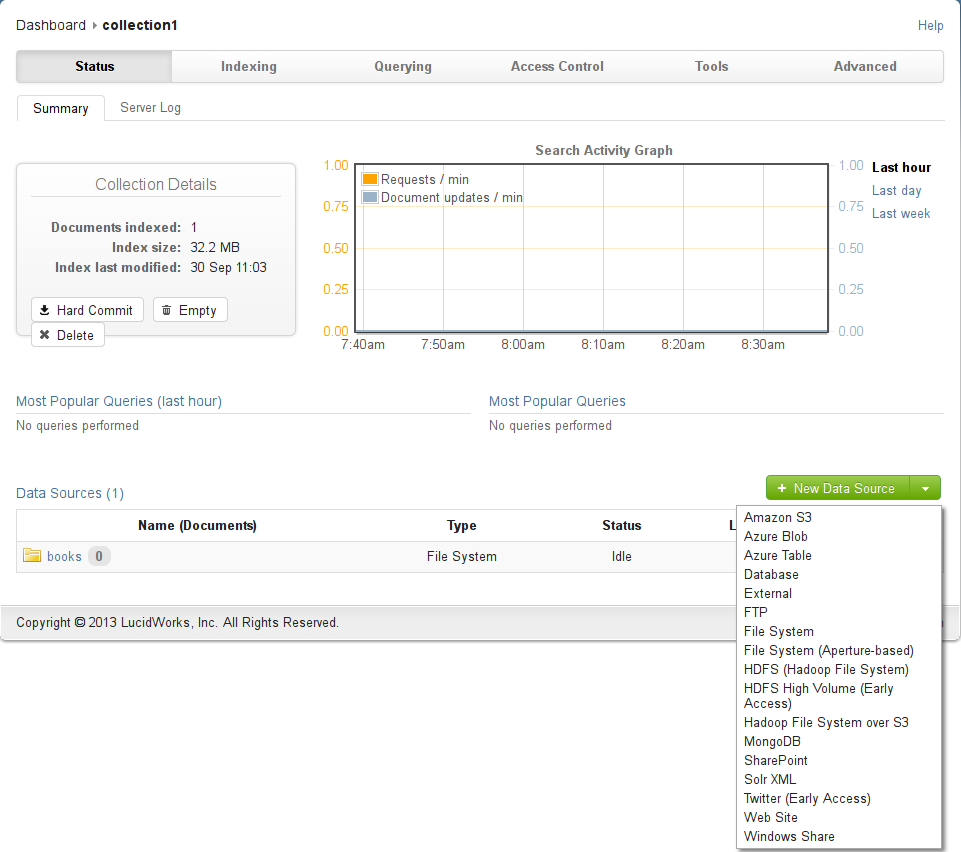 Dashboard ▸ collection1
Help
Status Indexing Querying Access Control Tools Advanced
Summary Server Log
Collection Details
Documents indexed: 1
Index size: 32.2 MB
Index last modified: 30 Sep 11:03
Hard Commit Empty
Delete
Search Activity Graph
Requests / min
Document updates / min
1.00
0.75
0.50
0.25
0.00
1.00
0.75
0.50
0.25
0.00
7:40am 7:50am 8:00am 8:10am 8:20am 8:30am
Last hour
Last day
Last week
Most Popular Queries (last hour)
No queries performed
Most Popular Queries
No queries performed
Data Sources (1)
+ New Data Source
Name (Documents) Type Status
books 0 File System Idle
Amazon S3
Azure Blob
Azure Table
Database
External
FTP
File System
File System (Aperture-based)
HDFS (Hadoop File System)
HDFS High Volume (Early
Access)
Hadoop File System over S3
MongoDB
SharePoint
Solr XML
Twitter (Early Access)
Web Site
Windows Share
Copyright © 2013 LucidWorks, Inc. All Rights Reserved.